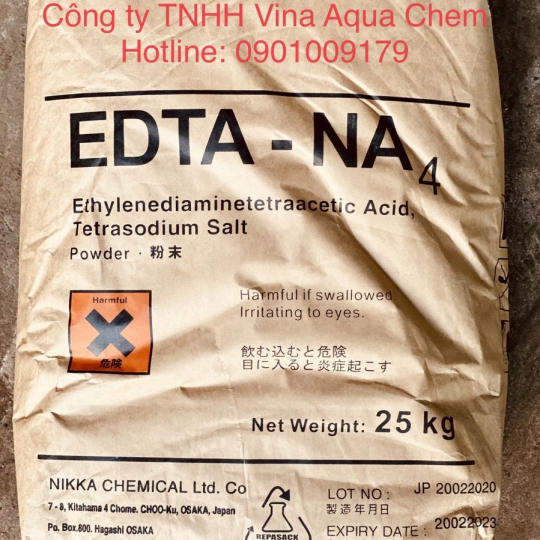 Công ty TNHH Vina Aqua Chem
Hotline: 0901009179
EDTA - NA4
Ethylenediaminetetraacetic Acid,
Tetrasodium Salt
Powder · 粉末
Harmful
危険
Harmful if swallowed
Irritating to eyes.
飲む込むと危険
目に入ると炎症起こす
Net Weight: 25 kg
NIKKA CHEMICAL Ltd. Co
7 - 8, Kitahama 4 Chome. CHOO-Ku, OSAKA, Japan
Po. Box.800. Hagashi OSAKA
REPASACK
LOT NO : JP 20022020
製造年月日
EXPIRY DATE : 20022023